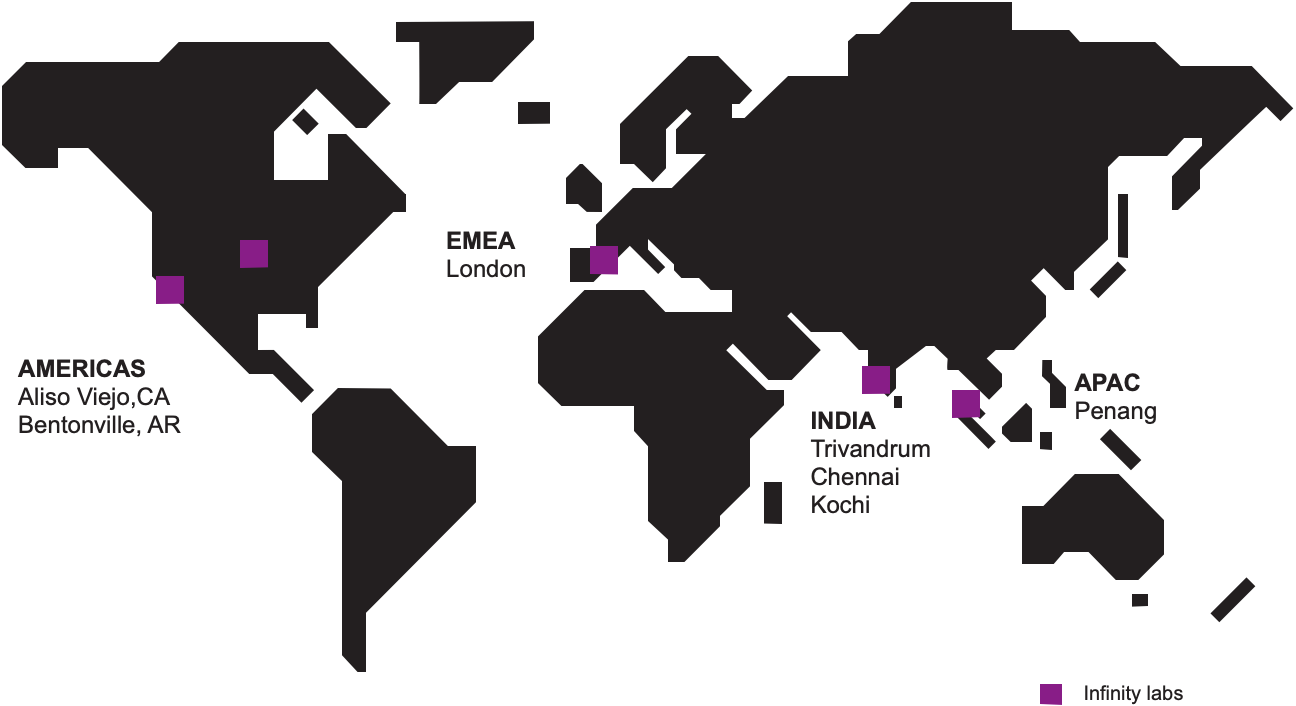 EMEA
London
AMERICAS
Aliso Viejo,CA
Bentonville, AR
INDIA
Trivandrum
Chennai
Kochi
APAC
Penang
Infinity labs